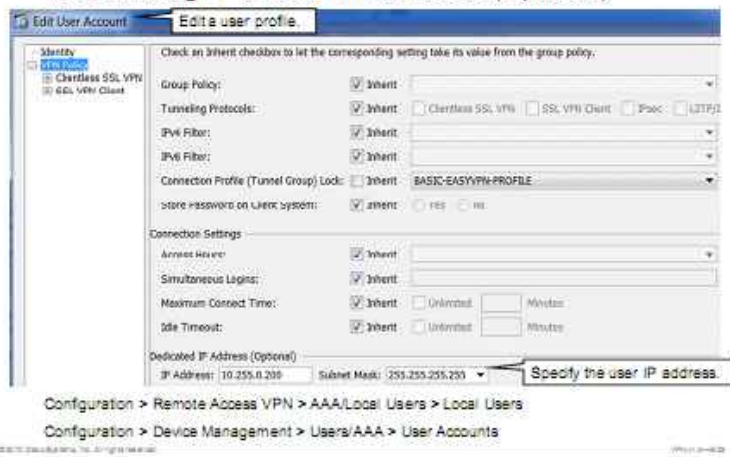 Edit User Account
Edit a user profile.
Identity
VPN Policy
Clientless SSL VPN
SSL VPN Client
Check an Inherit checkbox to let the corresponding setting take its value from the group policy.
Group Policy: Inherit
Tunneling Protocols: Inherit Clientless SSL VPN SSL VPN Client IPsec
IPv4 Filter: Inherit
IPv6 Filter: Inherit
Connection Profile (Tunnel Group) Lock: Inherit BASIC-EASYVPN-PROFILE
Store Password on Client System: Inherit Yes No
Connection Settings
Access Hours: Inherit
Simultaneous Logins: Inherit
Maximum Connect Time: Inherit Unlimited Minutes
Idle Timeout: Inherit Unlimited Minutes
Dedicated IP Address (Optional)
IP Address: 10.255.0.200 Subnet Mask: 255.255.255.255
Specify the user IP address.
Configuration > Remote Access VPN > AAA/Local Users > Local Users
Configuration > Device Management > Users/AAA > User Accounts